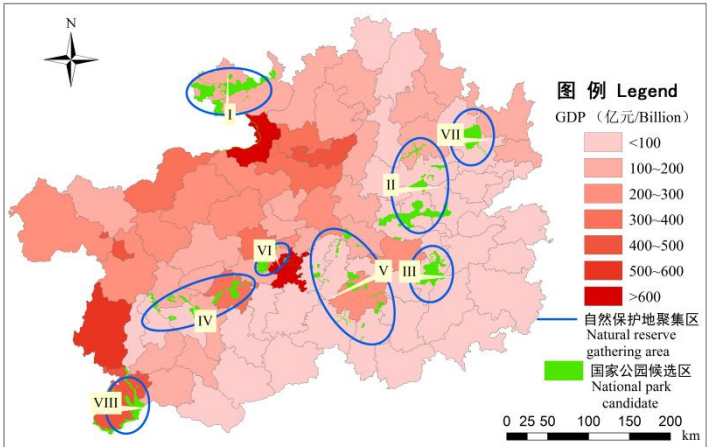 N
I
VII
II
VI
V
III
IV
VIII
图 例 Legend
GDP（亿元/Billion）
<100
100~200
200~300
300~400
400~500
500~600
>600
自然保护地聚集区
Natural reserve
gathering area
国家公园候选区
National park
candidate
0 25 50 100 150 200
km